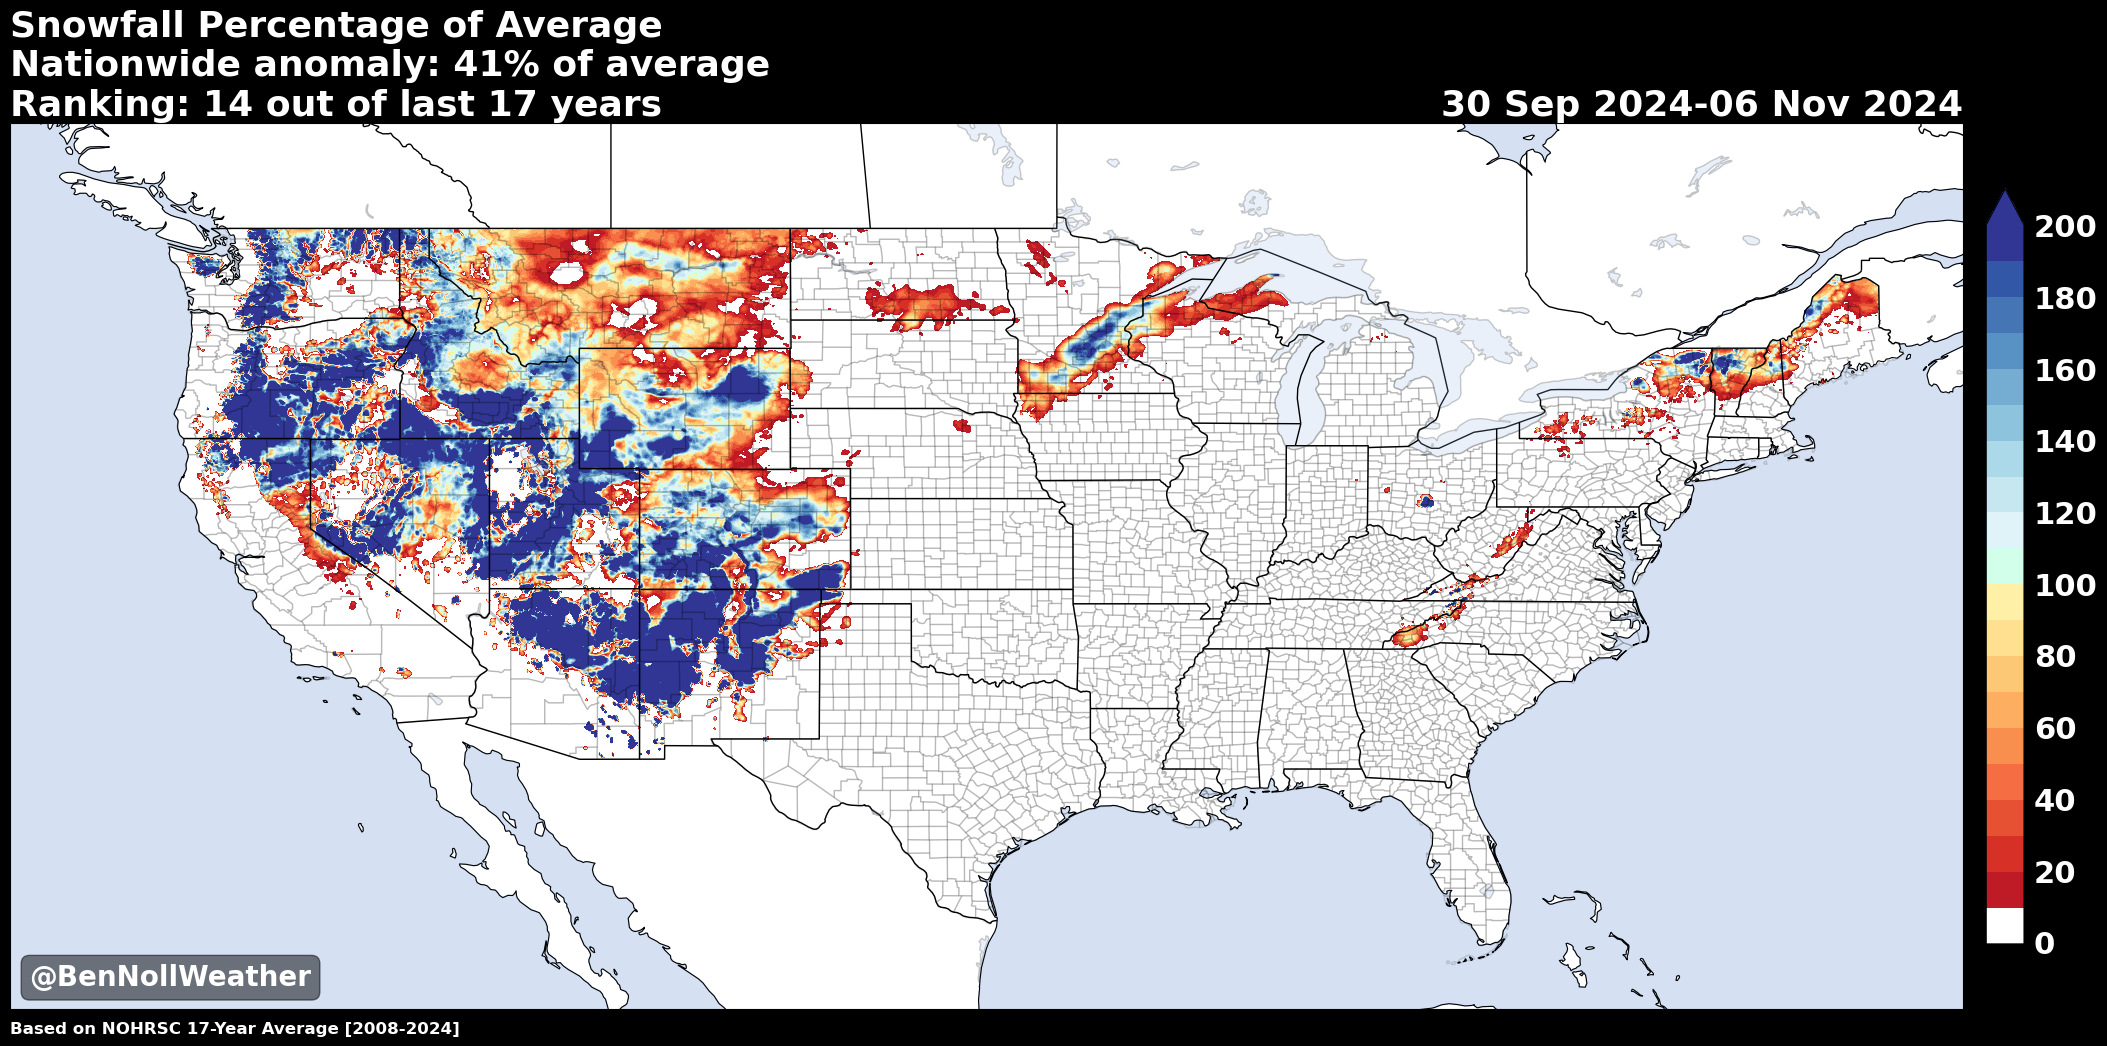 Snowfall Percentage of Average
Nationwide anomaly: 41% of average
Ranking: 14 out of last 17 years
30 Sep 2024-06 Nov 2024
200
180
160
140
120
100
80
60
40
20
0
@BenNollWeather
Based on NOHRSC 17-Year Average [2008-2024]